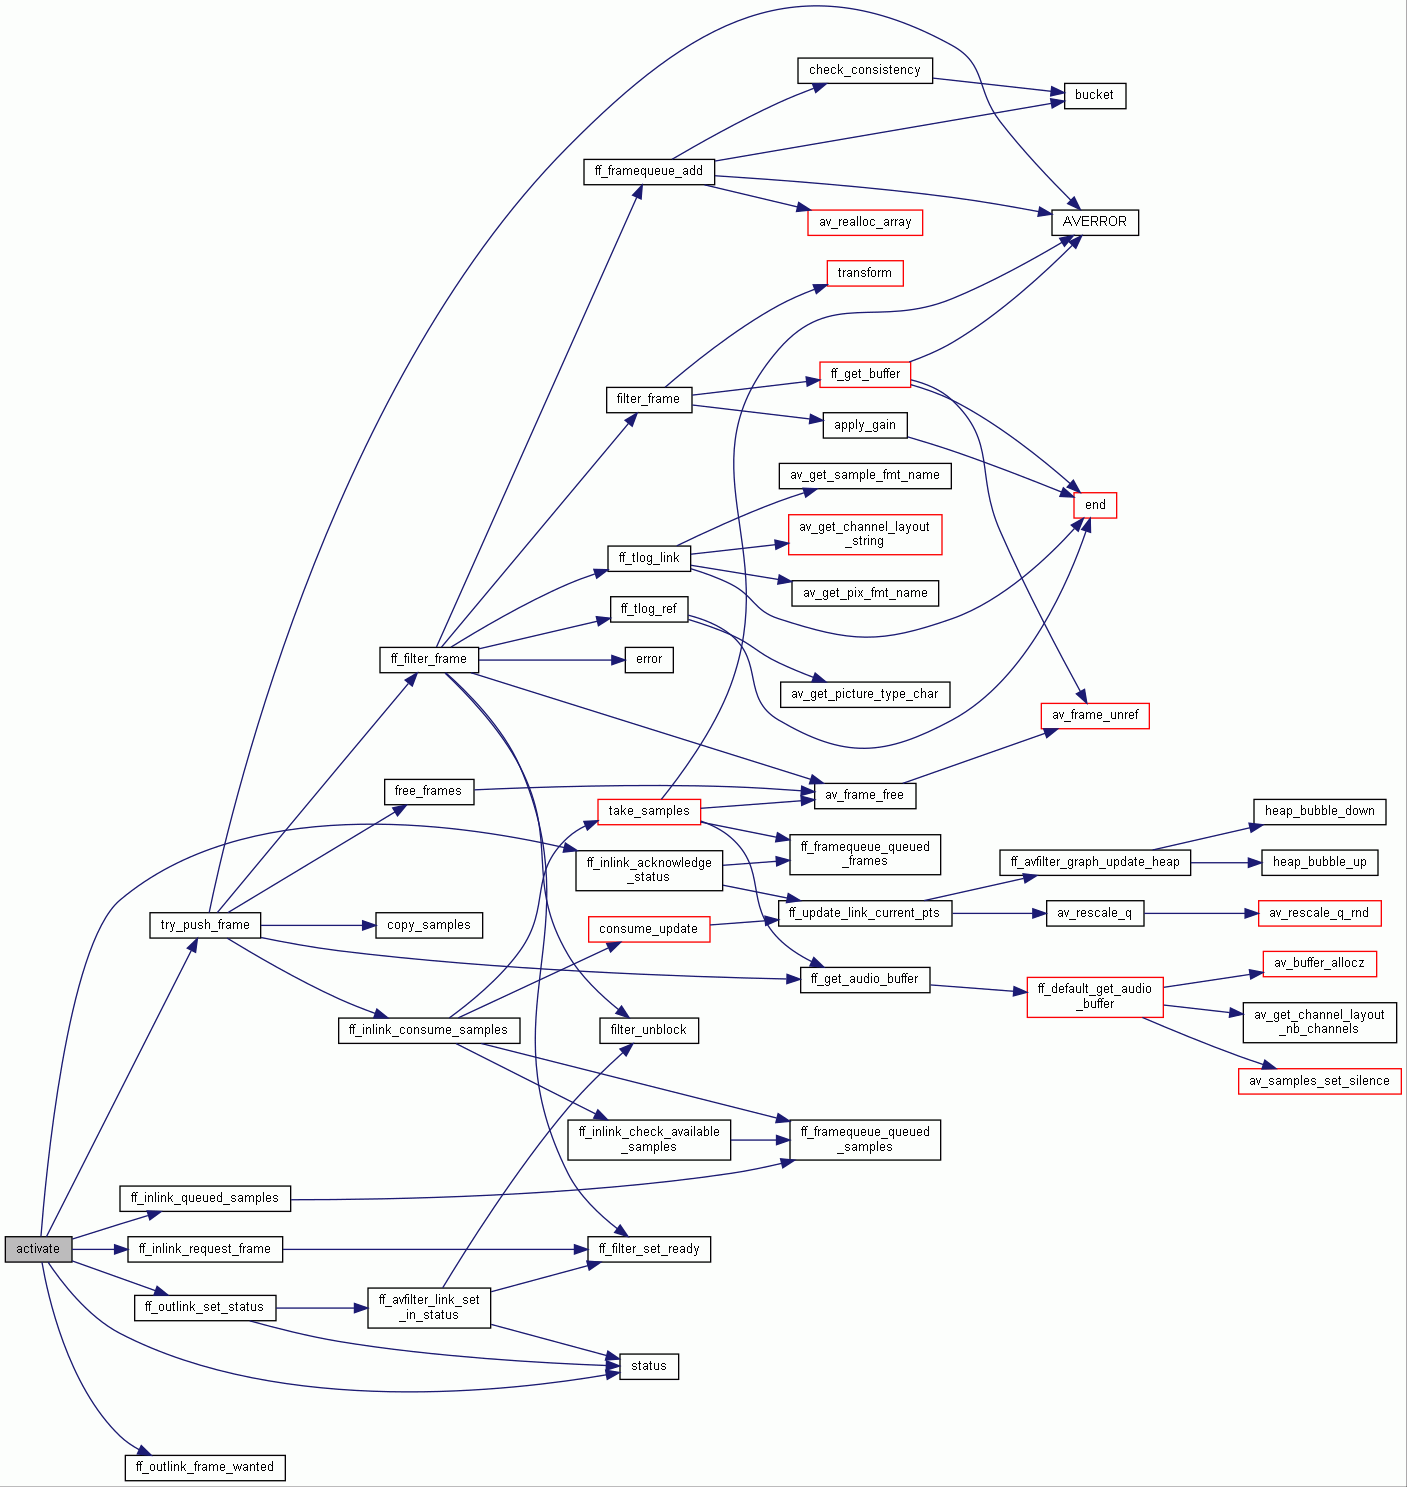 check_consistency
bucket
ff_framequeue_add
av_realloc_array
AVERROR
transform
ff_get_buffer
filter_frame
apply_gain
av_get_sample_fmt_name
end
av_get_channel_layout
_string
ff_tlog_link
av_get_pix_fmt_name
ff_tlog_ref
ff_filter_frame
error
av_get_picture_type_char
av_frame_unref
free_frames
av_frame_free
take_samples
heap_bubble_down
ff_framequeue_queued
_frames
ff_inlink_acknowledge
_status
ff_avfilter_graph_update_heap
heap_bubble_up
try_push_frame
copy_samples
consume_update
ff_update_link_current_pts
av_rescale_q
av_rescale_q_rnd
ff_get_audio_buffer
ff_default_get_audio
_buffer
av_buffer_allocz
av_get_channel_layout
_nb_channels
ff_inlink_consume_samples
filter_unblock
av_samples_set_silence
ff_inlink_check_available
_samples
ff_framequeue_queued
_samples
ff_inlink_queued_samples
activate
ff_inlink_request_frame
ff_filter_set_ready
ff_outlink_set_status
ff_avfilter_link_set
_in_status
status
ff_outlink_frame_wanted